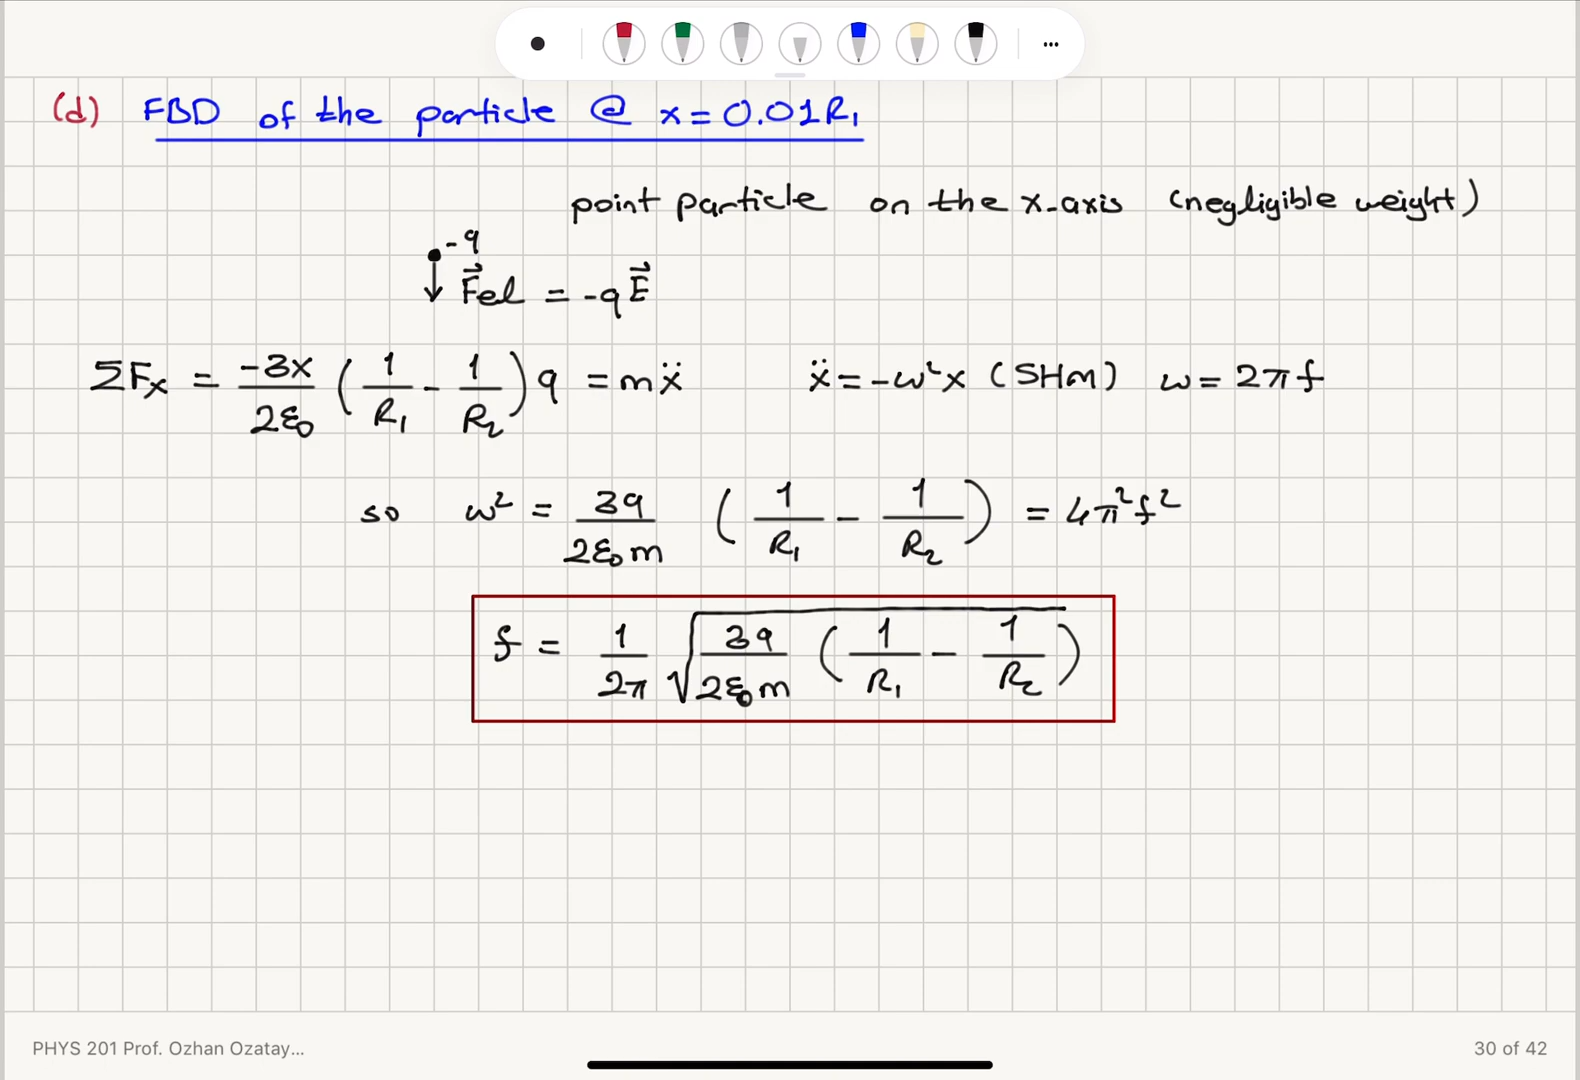 (d) FBD of the particle @ x = 0.01R₁
point particle on the x-axis (negligible weight)
-q
F⃗el = -qE⃗
ΣFx = -3x/2ε₀ (1/R₁ - 1/R₂) q = mẍ ẍ = -ω²x (SHM) ω = 2πf
so ω² = 3q/2ε₀m (1/R₁ - 1/R₂) = 4π²f²
f = 1/2π √(3q/2ε₀m (1/R₁ - 1/R₂))
PHYS 201 Prof. Ozhan Ozatay...
30 of 42